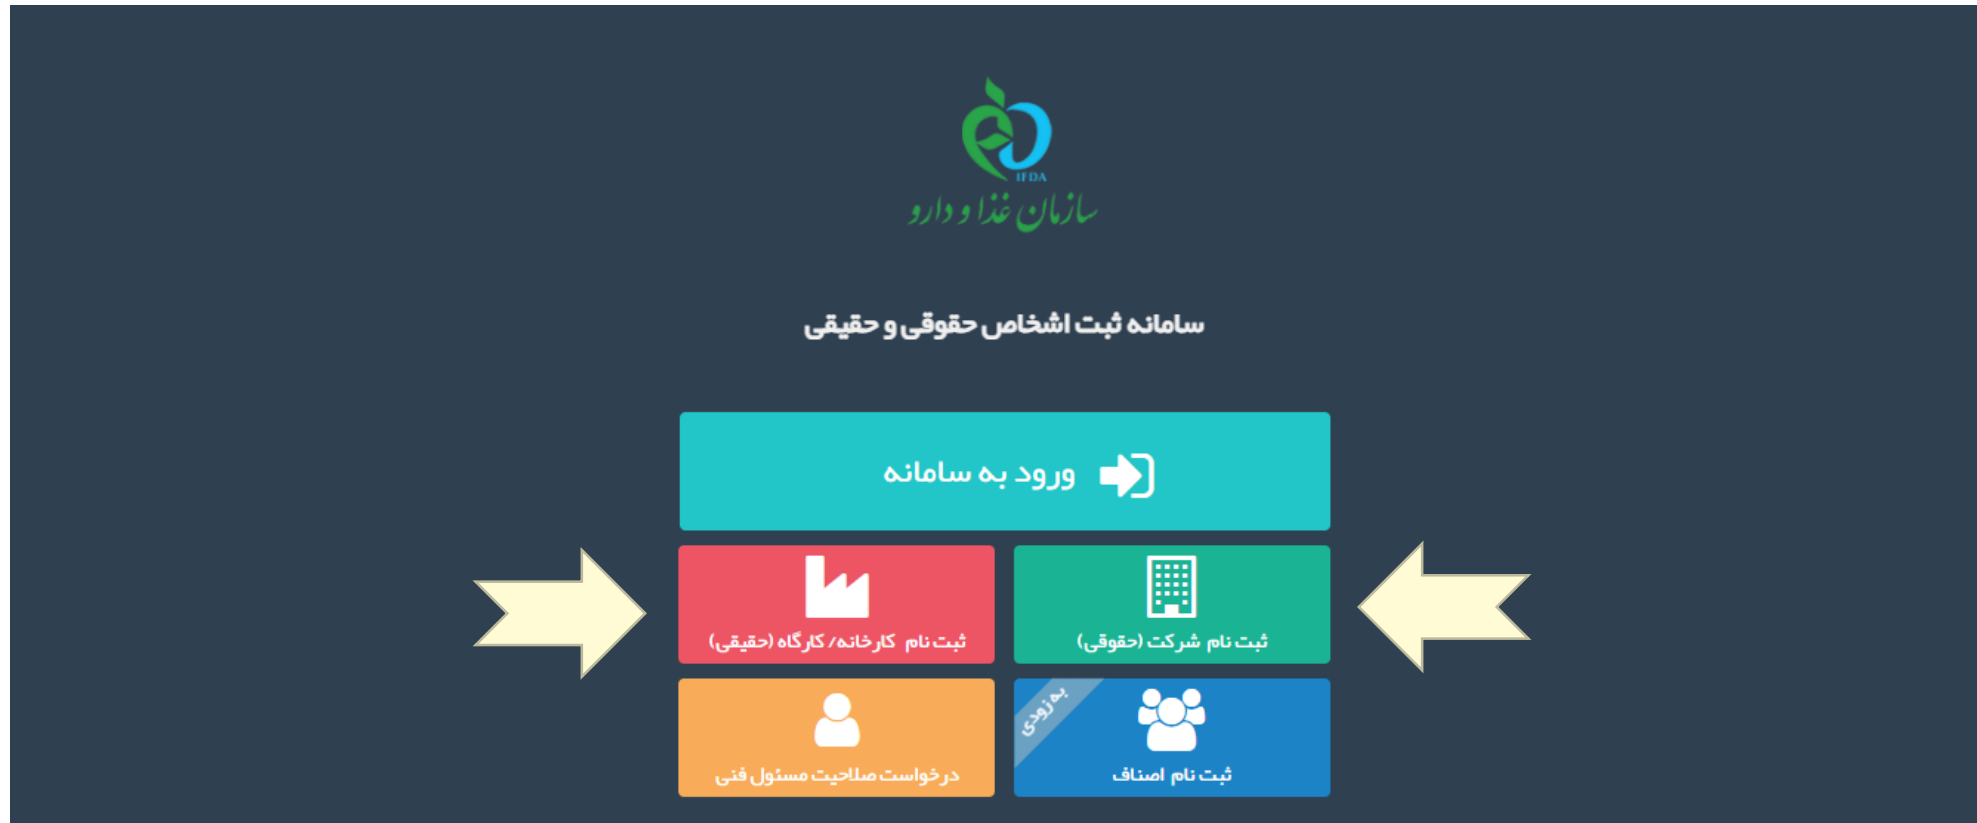 IFDA
سازمان غذا و دارو
سامانه ثبت اشخاص حقوقی و حقیقی
ورود به سامانه
ثبت نام شرکت (حقوقی)
ثبت نام کارخانه/ کارگاه (حقیقی)
به زودی
ثبت نام اصناف
درخواست صلاحیت مسئول فنی